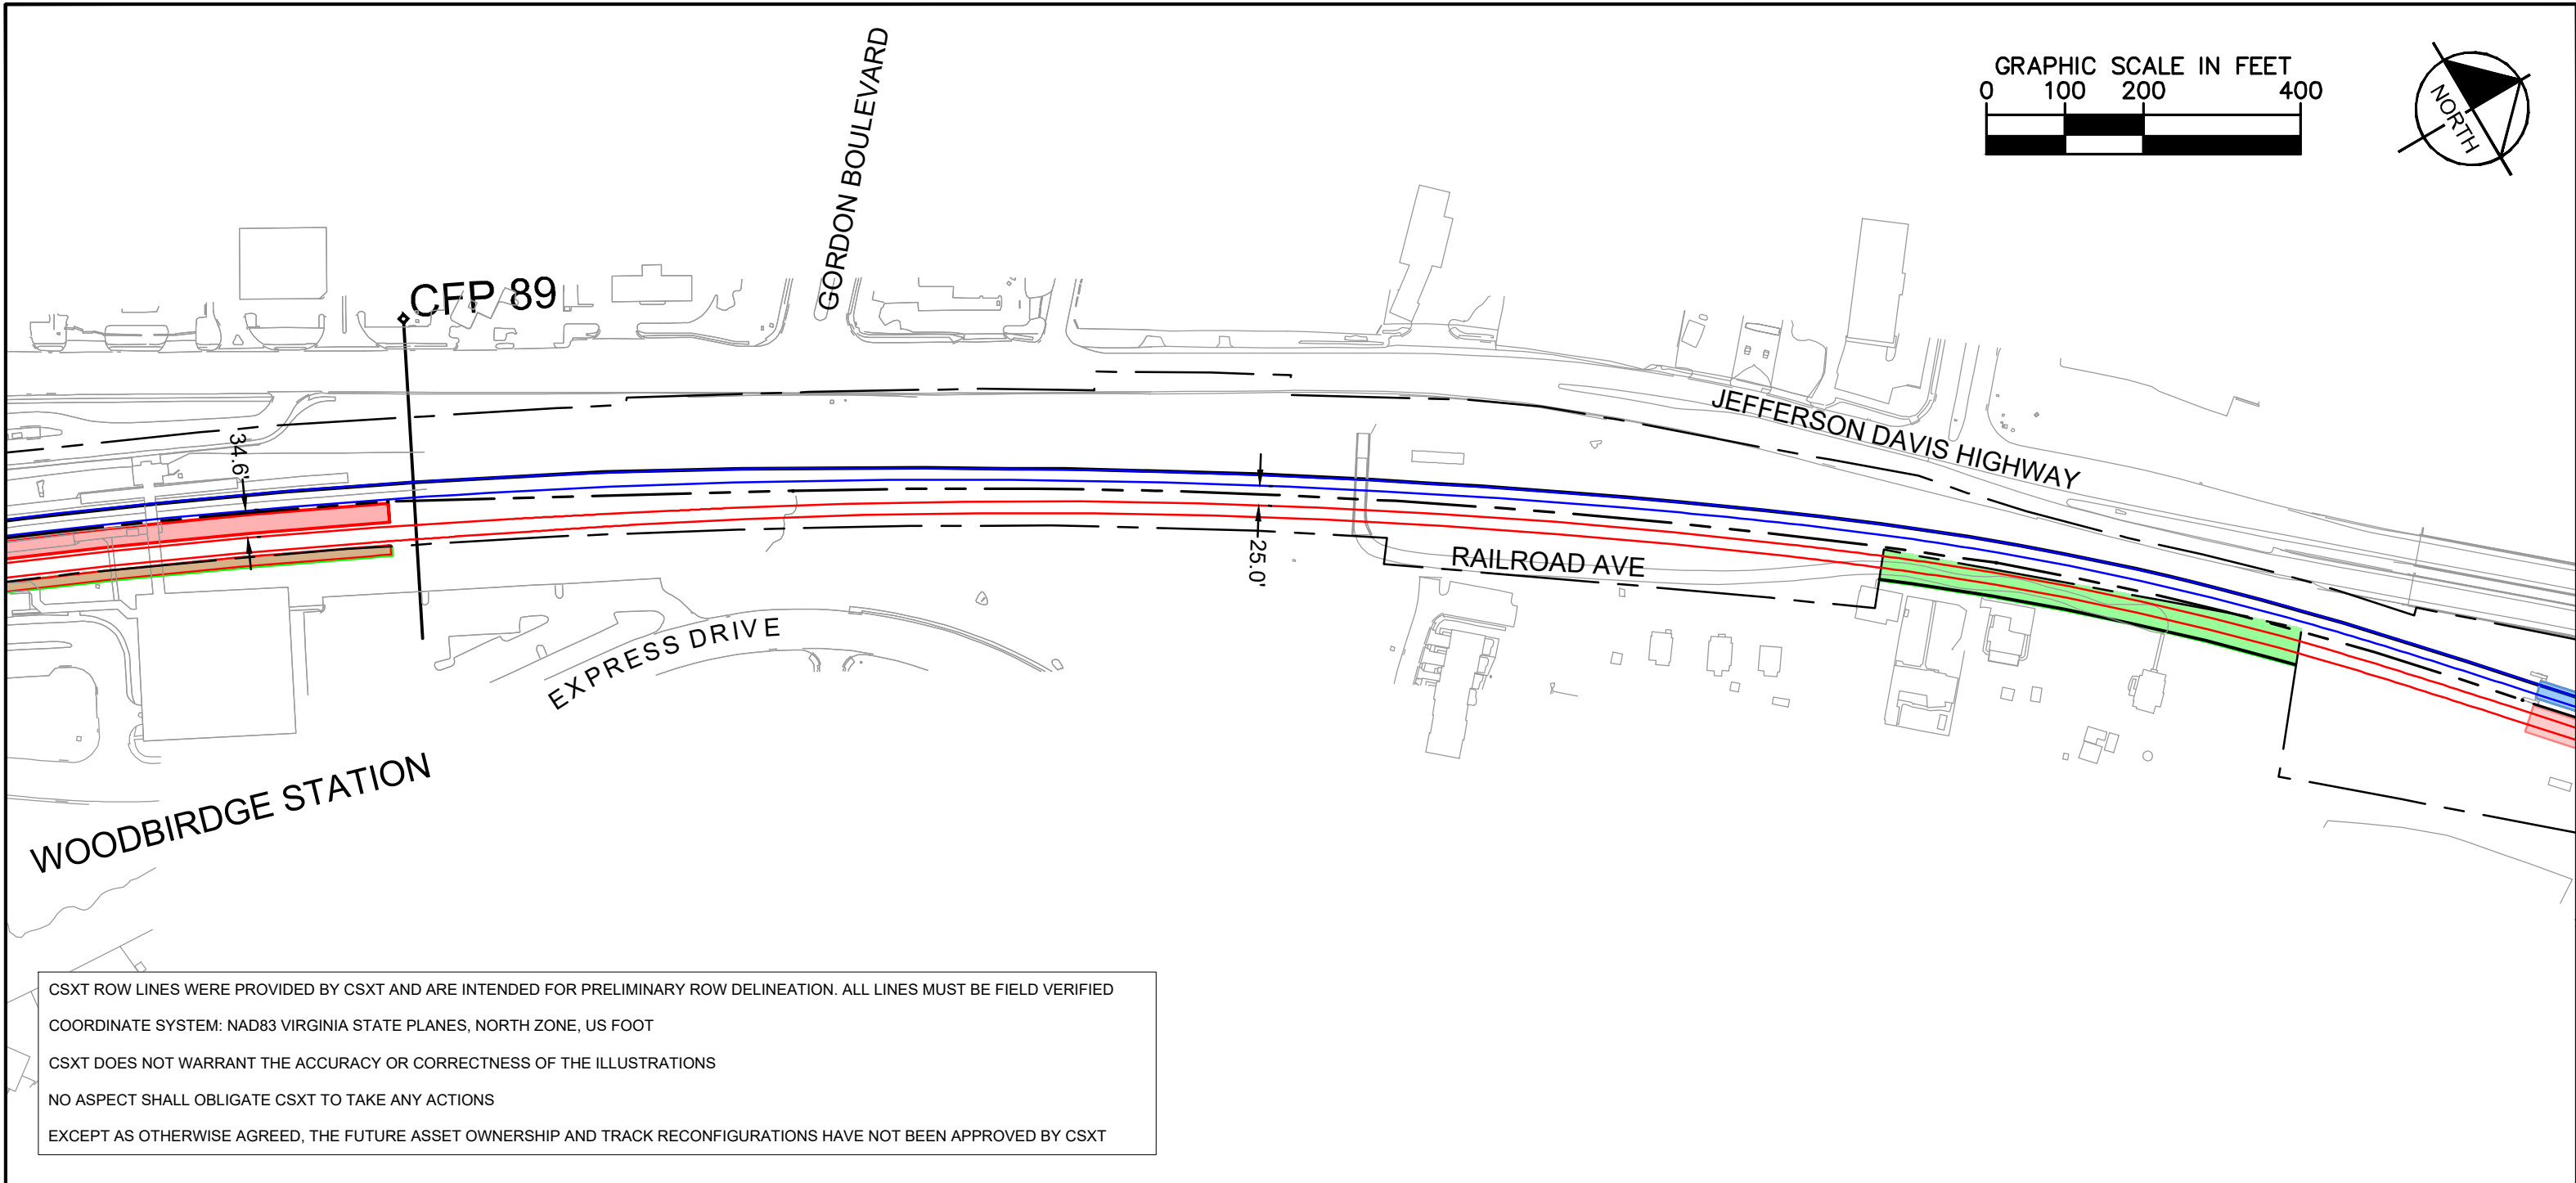 GRAPHIC SCALE IN FEET
0 100 200 400
NORTH
GORDON BOULEVARD
CFP 89
JEFFERSON DAVIS HIGHWAY
34.6'
25.0'
RAILROAD AVE
EXPRESS DRIVE
WOODBIRDGE STATION
CSXT ROW LINES WERE PROVIDED BY CSXT AND ARE INTENDED FOR PRELIMINARY ROW DELINEATION. ALL LINES MUST BE FIELD VERIFIED
COORDINATE SYSTEM: NAD83 VIRGINIA STATE PLANES, NORTH ZONE, US FOOT
CSXT DOES NOT WARRANT THE ACCURACY OR CORRECTNESS OF THE ILLUSTRATIONS
NO ASPECT SHALL OBLIGATE CSXT TO TAKE ANY ACTIONS
EXCEPT AS OTHERWISE AGREED, THE FUTURE ASSET OWNERSHIP AND TRACK RECONFIGURATIONS HAVE NOT BEEN APPROVED BY CSXT